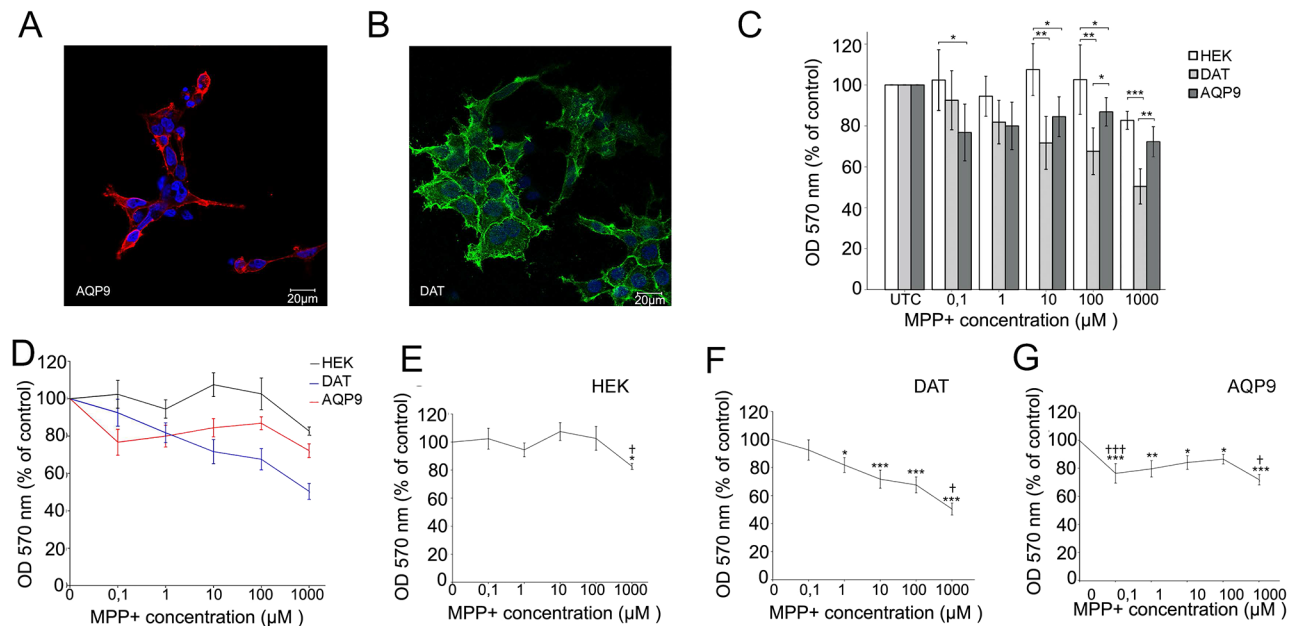 A
AQP9
20µm
B
DAT
20µm
C
OD 570 nm (% of control)
120
100
80
60
40
20
0
*
*
**
*
**
*
***
**
HEK
DAT
AQP9
UTC 0,1 1 10 100 1000
MPP+ concentration (µM )
D
OD 570 nm (% of control)
120
100
80
60
40
20
0
HEK
DAT
AQP9
0 0,1 1 10 100 1000
MPP+ concentration (µM )
E
HEK
OD 570 nm (% of control)
120
100
80
60
40
20
0
†
*
0 0,1 1 10 100 1000
MPP+ concentration (µM )
F
DAT
OD 570 nm (% of control)
120
100
80
60
40
20
0
*
***
***
†
***
0 0,1 1 10 100 1000
MPP+ concentration (µM )
G
AQP9
OD 570 nm (% of control)
120
100
80
60
40
20
0
†††
***
**
*
*
†
***
0 0,1 1 10 100 1000
MPP+ concentration (µM )